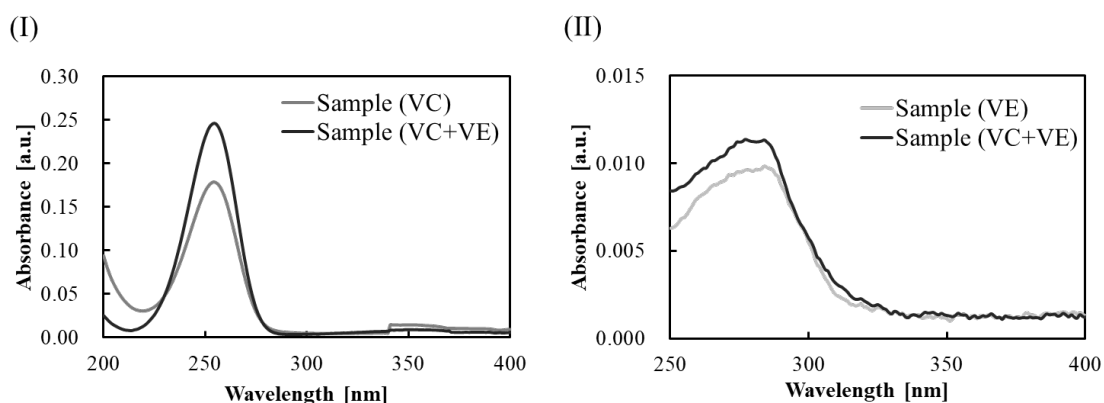 (I)
0.30
0.25
0.20
0.15
0.10
0.05
0.00
Absorbance [a.u.]
Sample (VC)
Sample (VC+VE)
200
250
300
350
400
Wavelength [nm]
(II)
0.015
0.010
0.005
0.000
Absorbance [a.u.]
Sample (VE)
Sample (VC+VE)
250
300
350
400
Wavelength [nm]